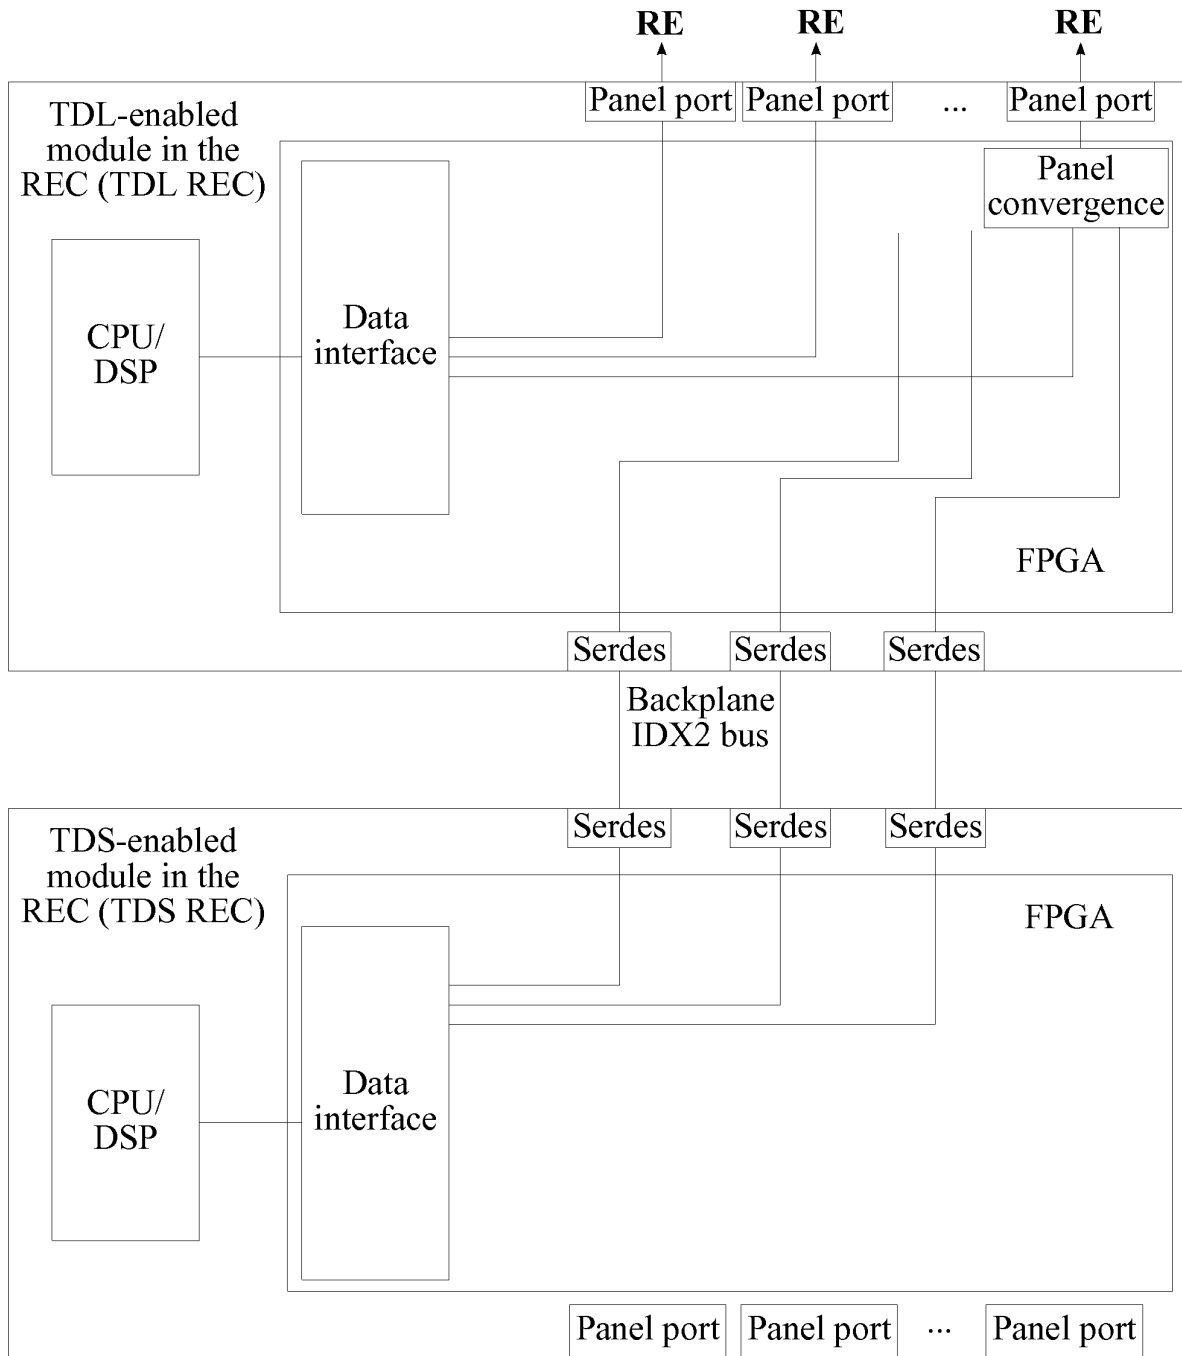 RE RE RE
Panel port Panel port ... Panel port
TDL-enabled
module in the
REC (TDL REC)
Panel
convergence
CPU/
DSP
Data
interface
FPGA
Serdes Serdes Serdes
Backplane
IDX2 bus
Serdes Serdes Serdes
TDS-enabled
module in the
REC (TDS REC)
FPGA
CPU/
DSP
Data
interface
Panel port Panel port ... Panel port